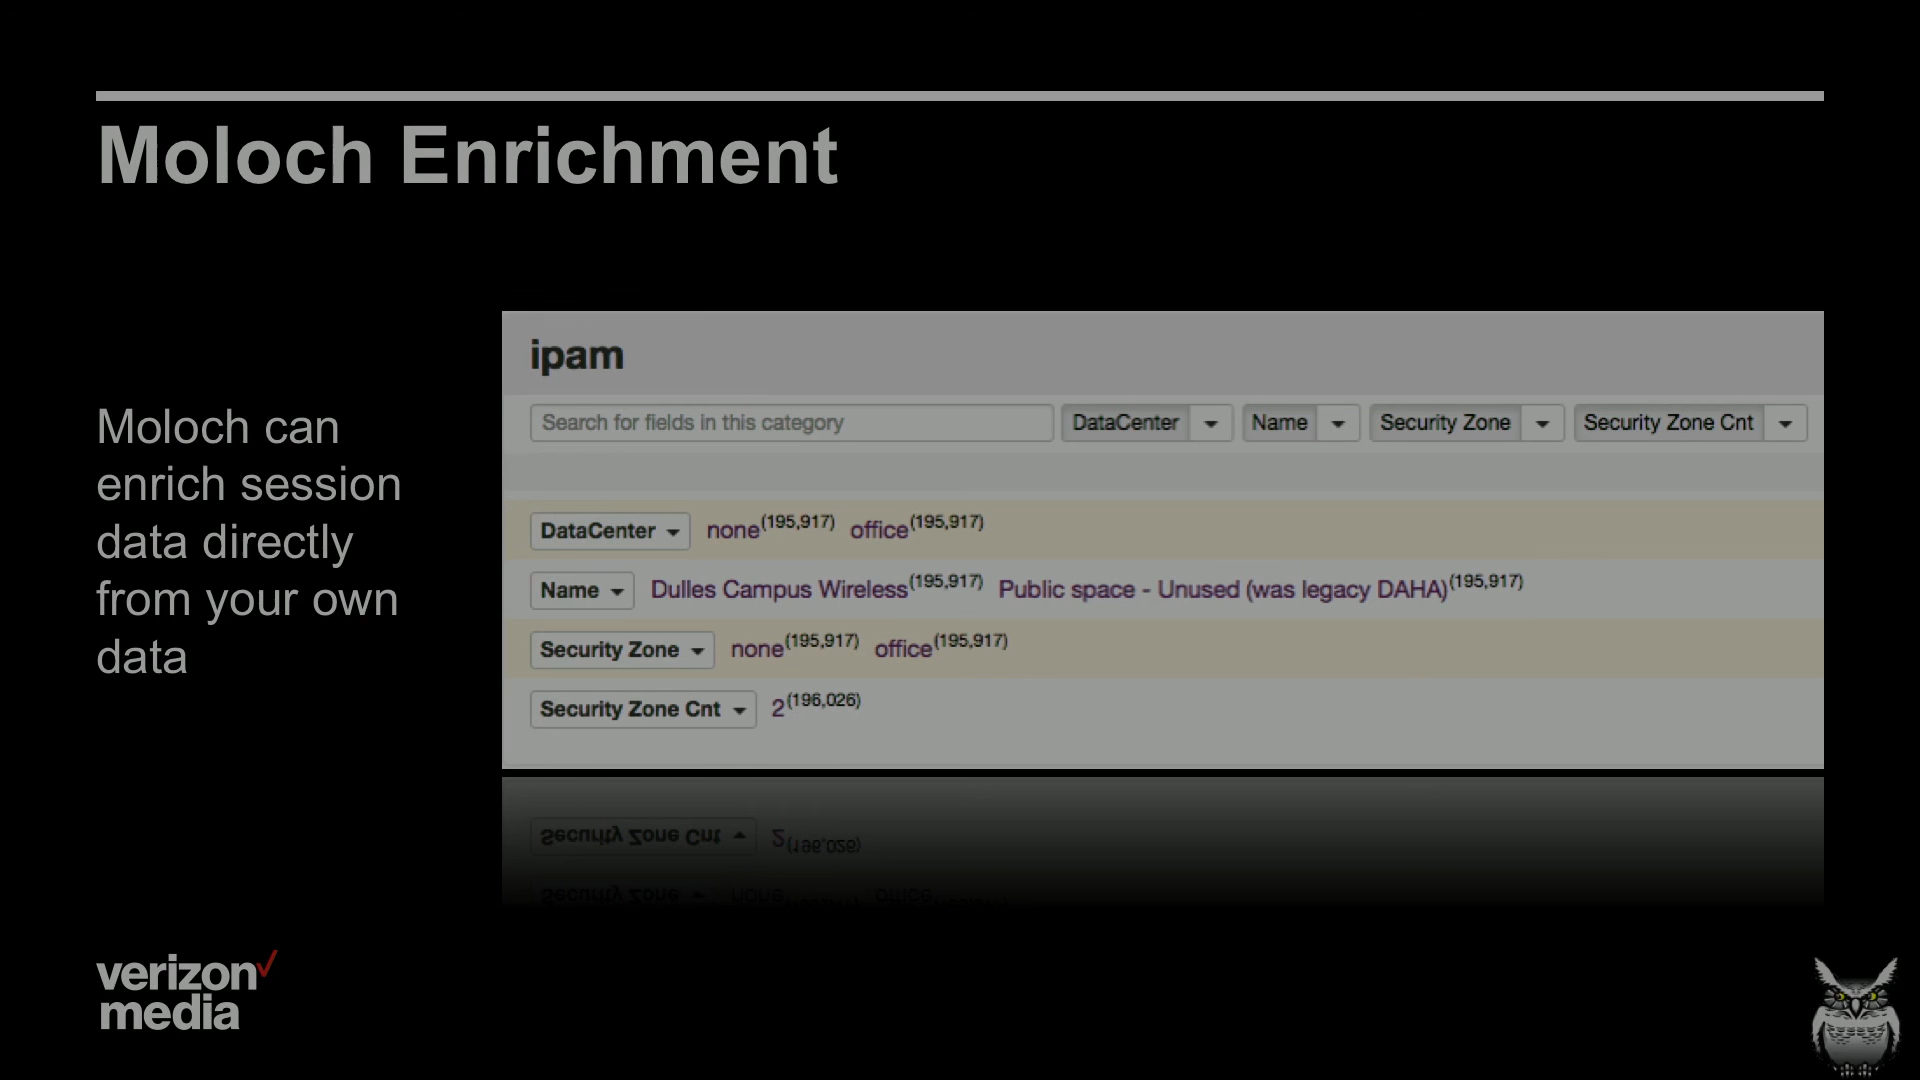 Moloch Enrichment
Moloch can
enrich session
data directly
from your own
data
ipam
Search for fields in this category DataCenter Name Security Zone Security Zone Cnt
DataCenter none(195,917) office(195,917)
Name Dulles Campus Wireless(195,917) Public space - Unused (was legacy DAHA)(195,917)
Security Zone none(195,917) office(195,917)
Security Zone Cnt 2(196,026)
verizon✓
media